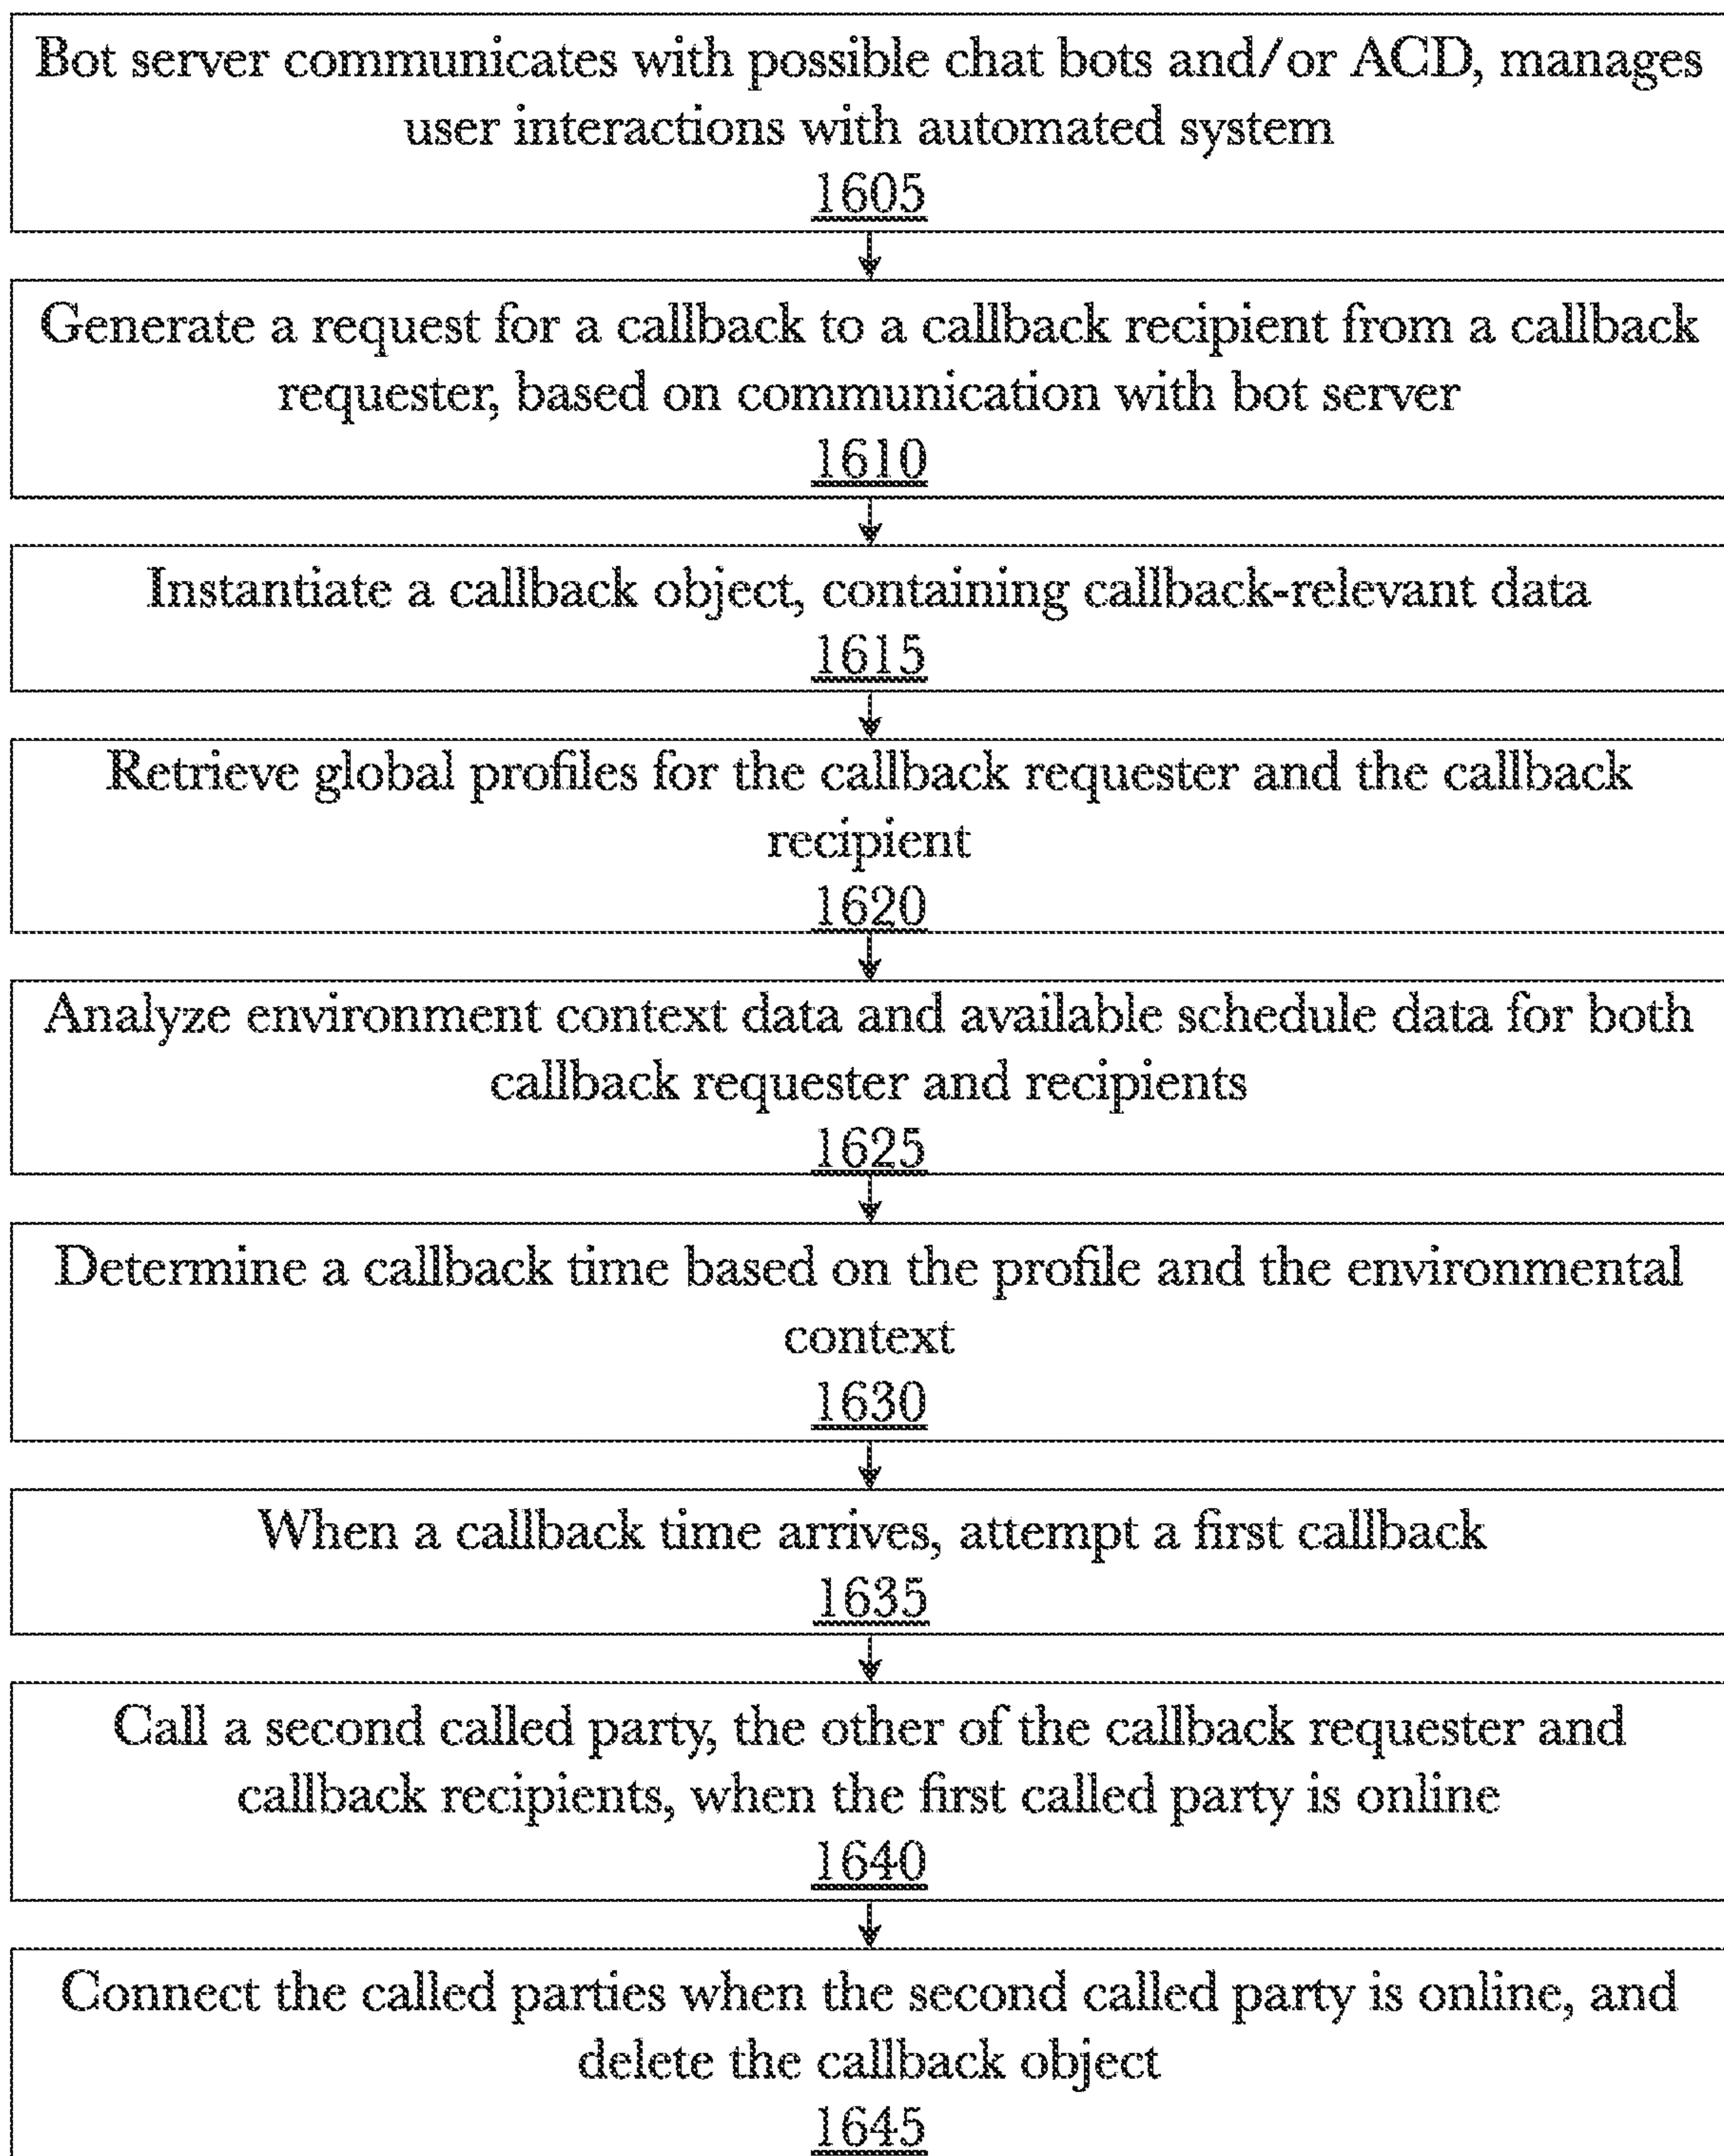 Bot server communicates with possible chat bots and/or ACD, manages
user interactions with automated system
1605
Generate a request for a callback to a callback recipient from a callback
requester, based on communication with bot server
1610
Instantiate a callback object, containing callback-relevant data
1615
Retrieve global profiles for the callback requester and the callback
recipient
1620
Analyze environment context data and available schedule data for both
callback requester and recipients
1625
Determine a callback time based on the profile and the environmental
context
1630
When a callback time arrives, attempt a first callback
1635
Call a second called party, the other of the callback requester and
callback recipients, when the first called party is online
1640
Connect the called parties when the second called party is online, and
delete the callback object
1645